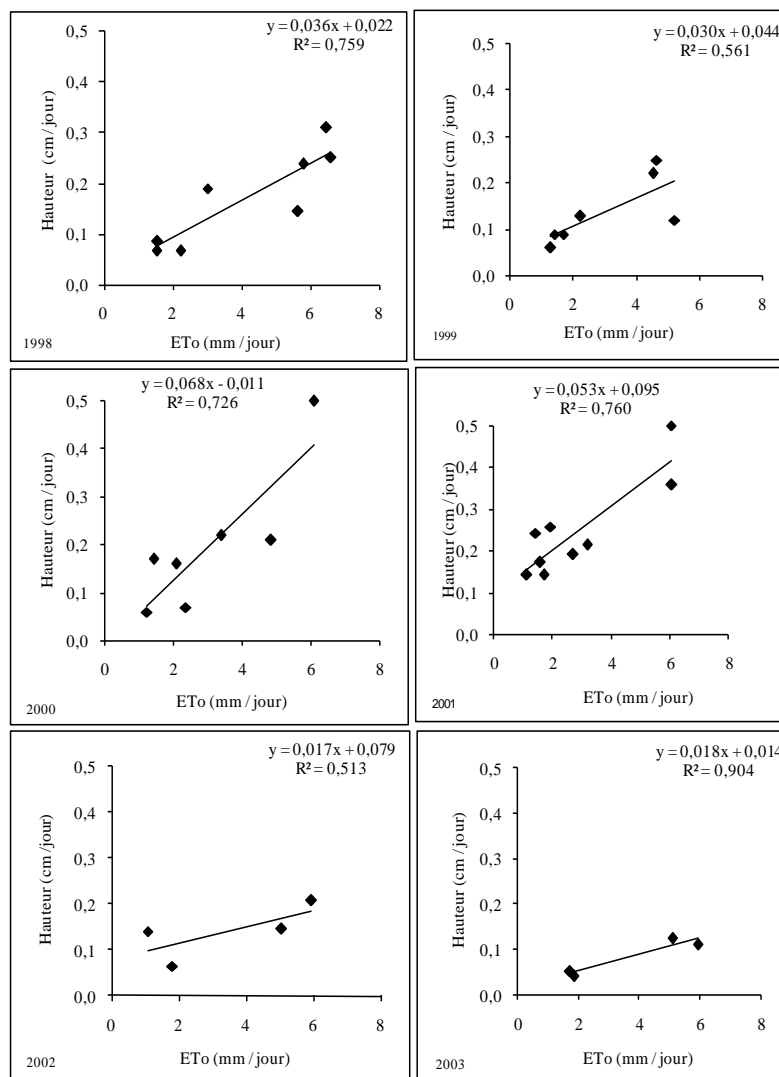 y = 0,036x + 0,022
R² = 0,759
0,5
0,4
0,3
0,2
0,1
0,0
Hauteur (cm / jour)
0 2 4 6 8
ETo (mm / jour)
1998
y = 0,030x + 0,044
R² = 0,561
0,5
0,4
0,3
0,2
0,1
0,0
Hauteur (cm / jour)
0 2 4 6 8
ETo (mm / jour)
1999
y = 0,068x - 0,011
R² = 0,726
0,5
0,4
0,3
0,2
0,1
0,0
Hauteur (cm / jour)
0 2 4 6 8
ETo (mm / jour)
2000
y = 0,053x + 0,095
R² = 0,760
0,5
0,4
0,3
0,2
0,1
0,0
Hauteur (cm / jour)
0 2 4 6 8
ETo (mm / jour)
2001
y = 0,017x + 0,079
R² = 0,513
0,5
0,4
0,3
0,2
0,1
0,0
Hauteur (cm / jour)
0 2 4 6 8
ETo (mm / jour)
2002
y = 0,018x + 0,014
R² = 0,904
0,5
0,4
0,3
0,2
0,1
0,0
Hauteur (cm / jour)
0 2 4 6 8
ETo (mm / jour)
2003